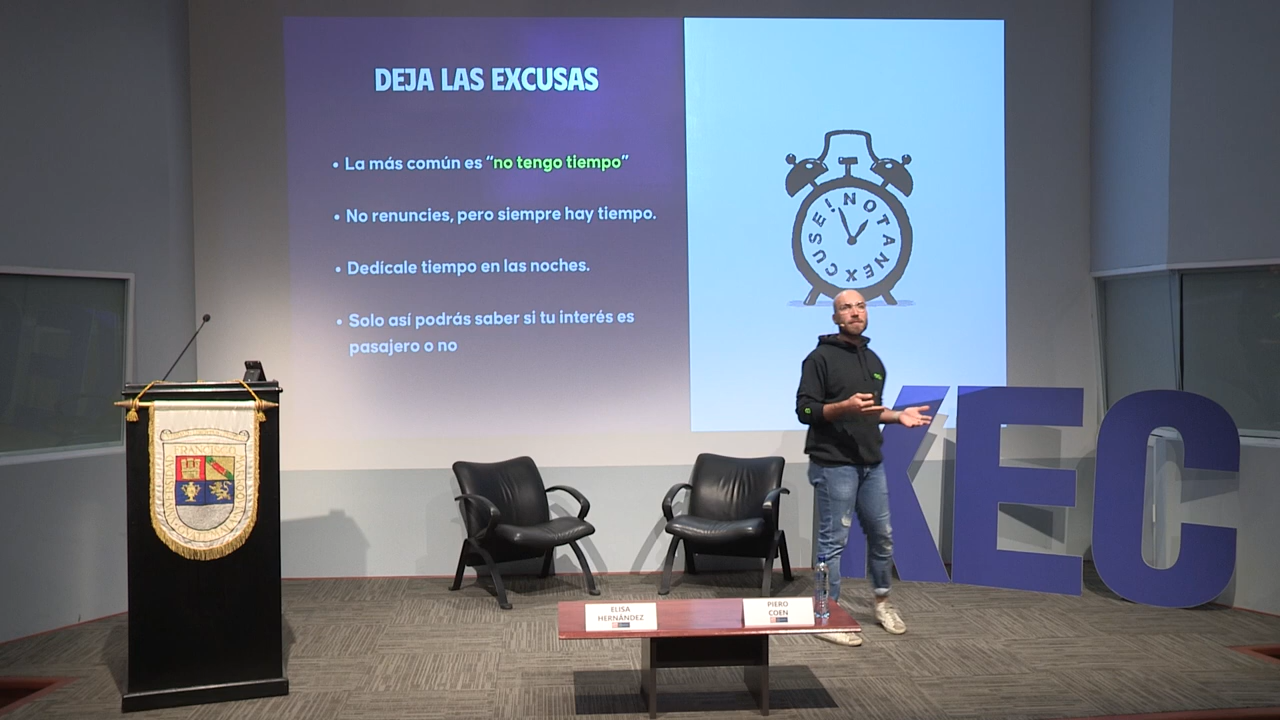 DEJA LAS EXCUSAS
• La más común es “no tengo tiempo”
• No renuncies, pero siempre hay tiempo.
• Dedícale tiempo en las noches.
• Solo así podrás saber si tu interés es
pasajero o no
NOT AN EXCUSE!
KEC
FRANCISCO
ELISA
HERNÁNDEZ
PIERO
COEN